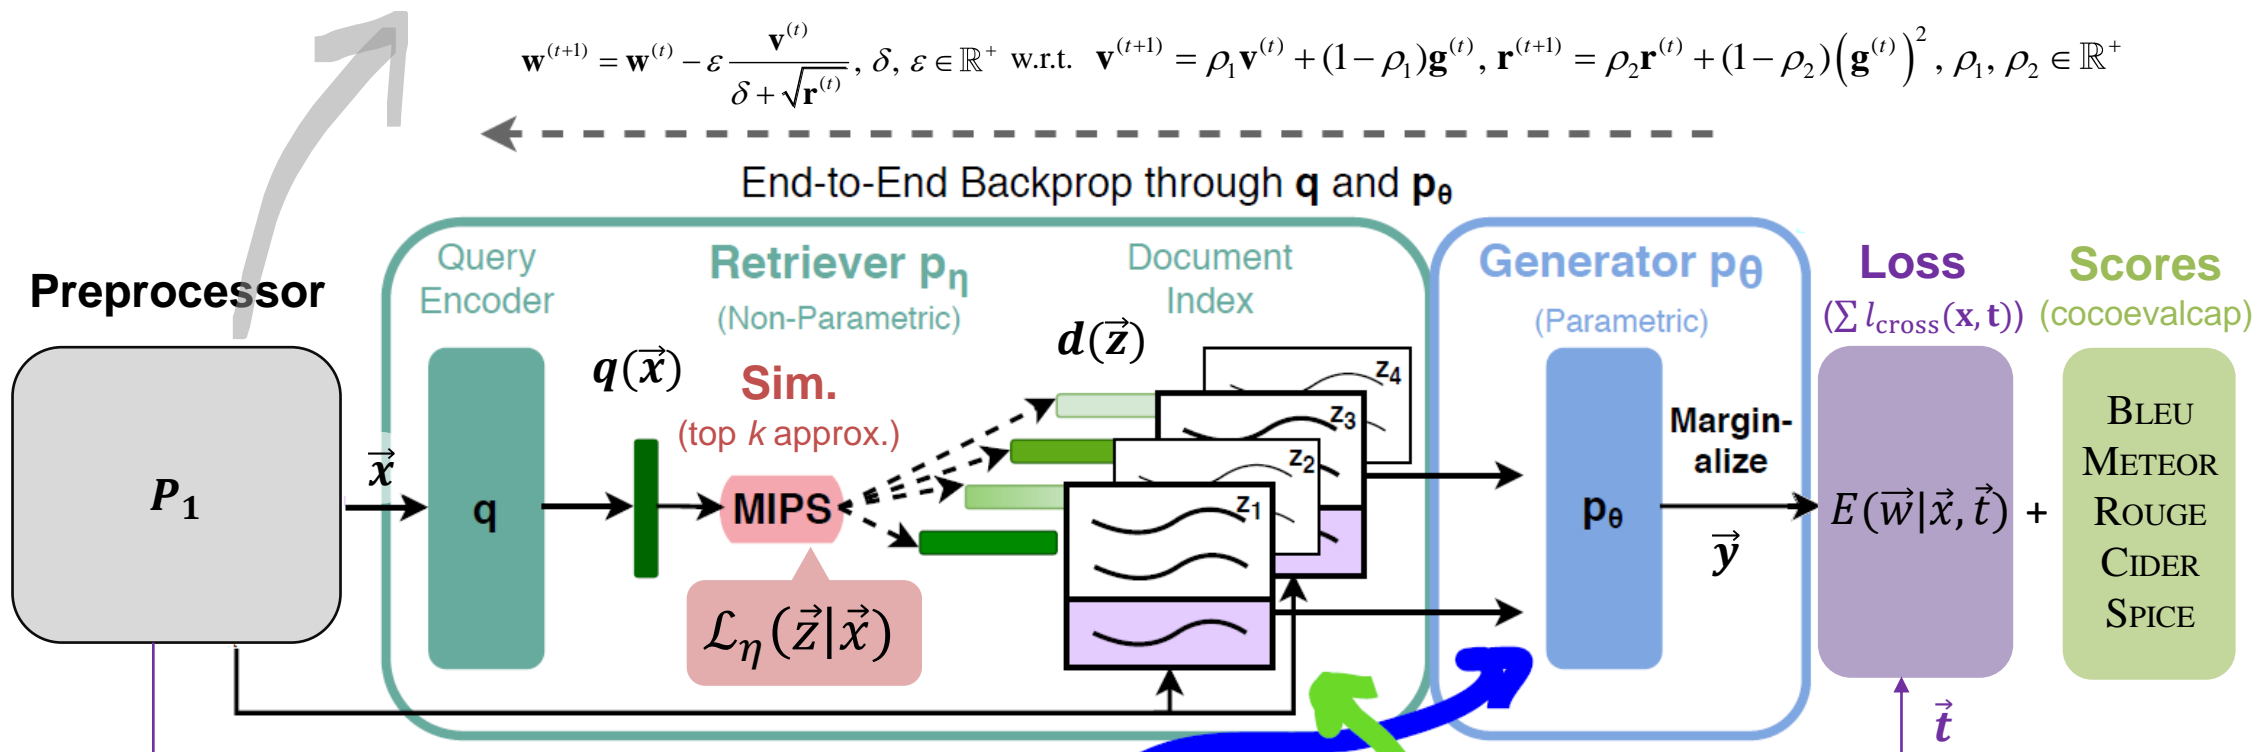 w^(t+1) = w^(t) − ε v^(t) / (δ + √r^(t)), δ, ε ∈ ℝ⁺ w.r.t. v^(t+1) = ρ₁v^(t) + (1−ρ₁)g^(t), r^(t+1) = ρ₂r^(t) + (1−ρ₂)(g^(t))², ρ₁, ρ₂ ∈ ℝ⁺
End-to-End Backprop through q and pθ
Preprocessor
P₁
x⃗
Query
Encoder
q
q(x⃗)
Retriever pη
(Non-Parametric)
Sim.
(top k approx.)
MIPS
ℒη(z⃗|x⃗)
Document
Index
d(z⃗)
z₄
z₃
z₂
z₁
Generator pθ
(Parametric)
pθ
Margin-
alize
y⃗
Loss
(∑ l_cross(x, t))
E(w⃗|x⃗, t⃗)
t⃗
+
Scores
(cocoevalcap)
BLEU
METEOR
ROUGE
CIDER
SPICE